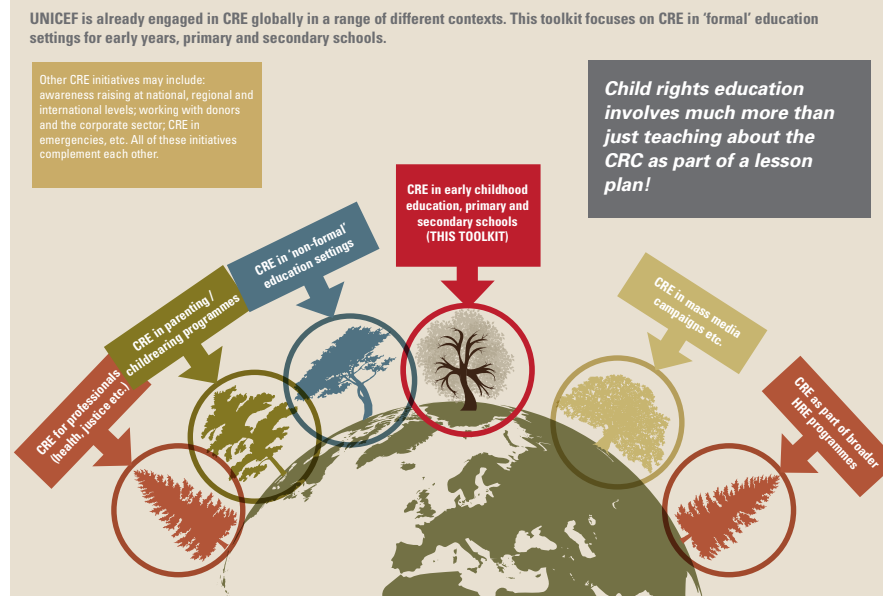 UNICEF is already engaged in CRE globally in a range of different contexts. This toolkit focuses on CRE in ‘formal’ education
settings for early years, primary and secondary schools.
Other CRE initiatives may include:
awareness raising at national, regional and
international levels; working with donors
and the corporate sector; CRE in
emergencies, etc. All of these initiatives
complement each other.
Child rights education
involves much more than
just teaching about the
CRC as part of a lesson
plan!
CRE for professionals
(health, justice etc.)
CRE in parenting /
childrearing programmes
CRE in ‘non-formal’
education settings
CRE in early childhood
education, primary and
secondary schools
(THIS TOOLKIT)
CRE in mass media
campaigns etc.
CRE as part of broader
HRE programmes